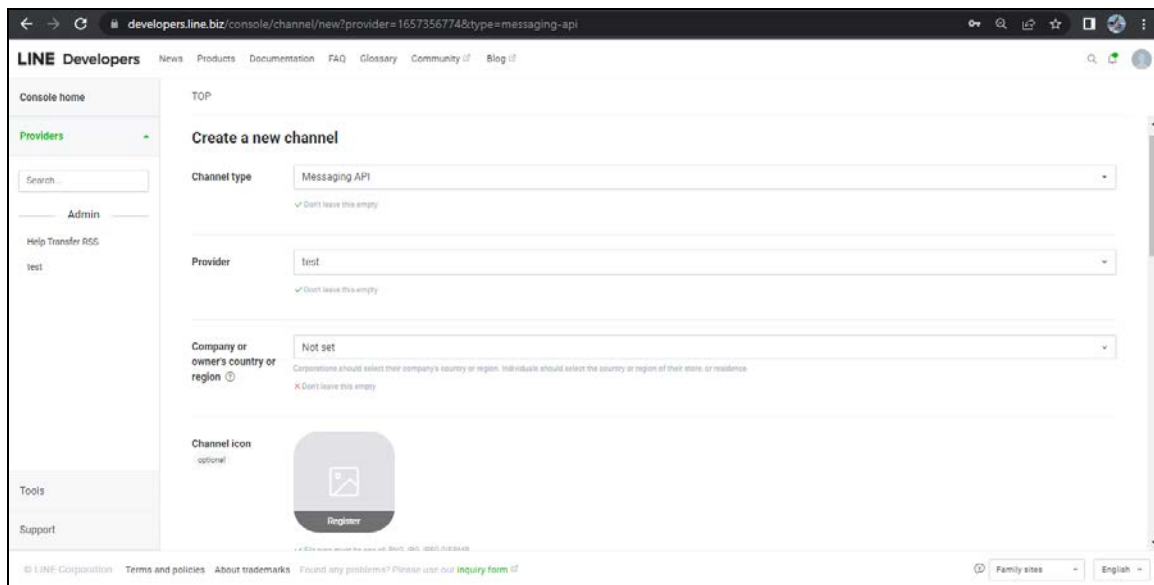 developers.line.biz/console/channel/new?provider=1657356774&type=messaging-api
LINE Developers News Products Documentation FAQ Glossary Community Blog
Console home
TOP
Providers
Create a new channel
Search...
Channel type
Messaging API
Don't leave this empty
Admin
Help Transfer RSS
test
Provider
test
Don't leave this empty
Company or
owner's country or
region
Not set
Corporations should select their company's country or region. Individuals should select the country or region of their store, or residence
Don't leave this empty
Channel icon
optional
Register
Tools
Support
© LINE Corporation Terms and policies About trademarks Found any problems? Please use our inquiry form
Family sites
English